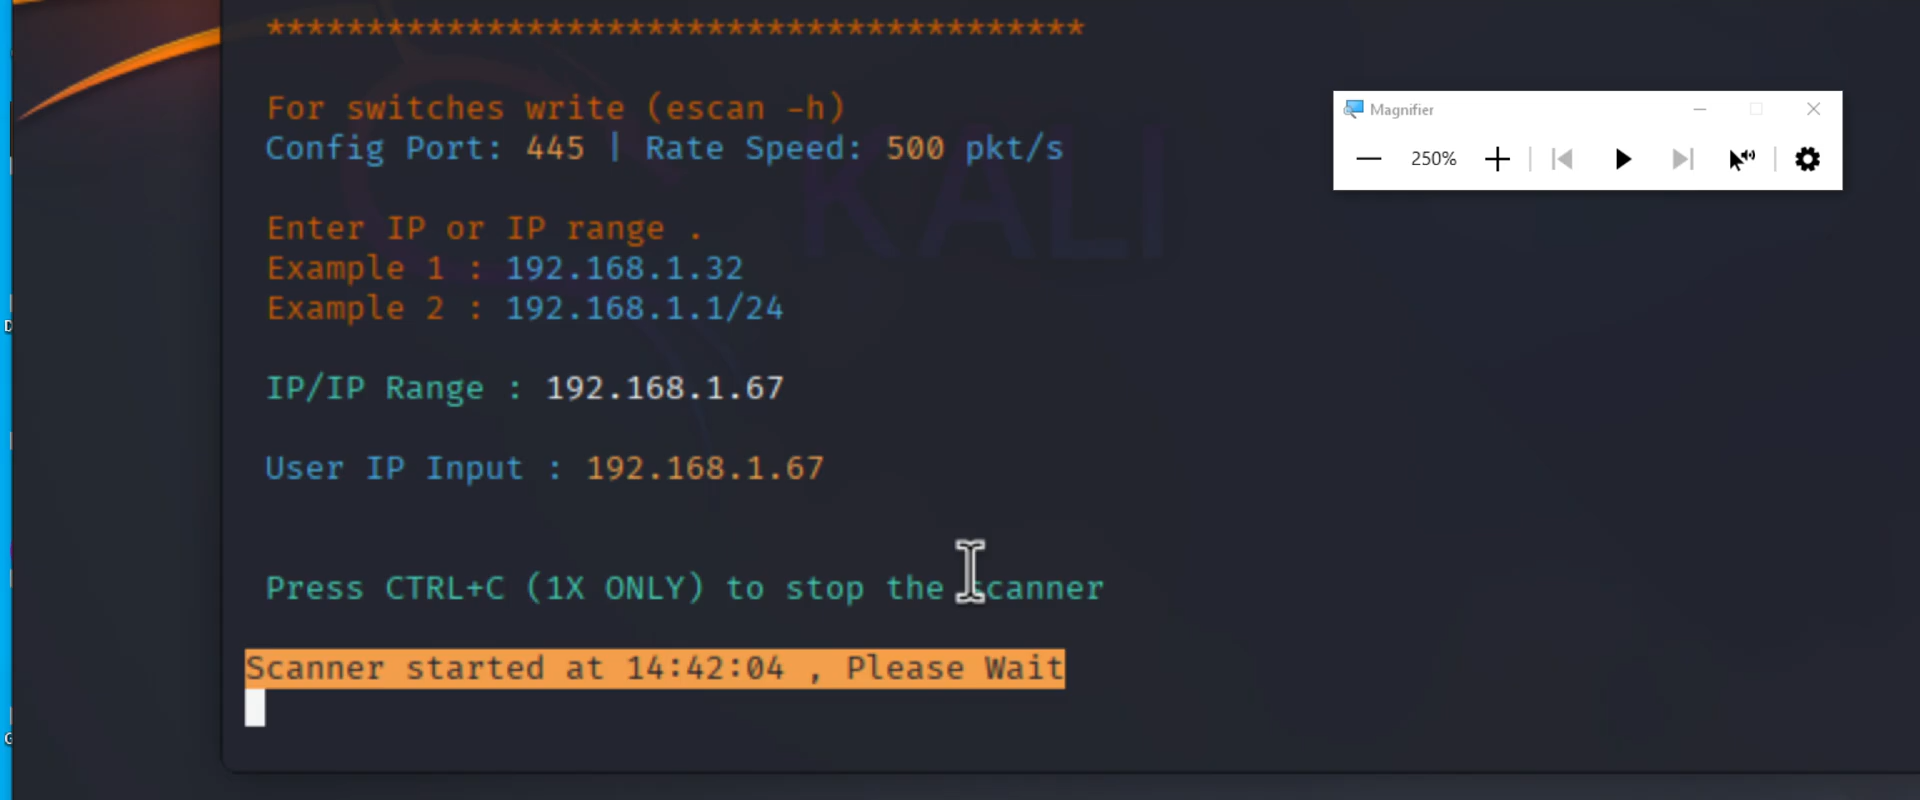 *****************************************
For switches write (escan -h)
Config Port: 445 | Rate Speed: 500 pkt/s
Enter IP or IP range .
Example 1 : 192.168.1.32
Example 2 : 192.168.1.1/24
IP/IP Range : 192.168.1.67
User IP Input : 192.168.1.67
Press CTRL+C (1X ONLY) to stop the scanner
Scanner started at 14:42:04 , Please Wait
KALI
Magnifier
250%